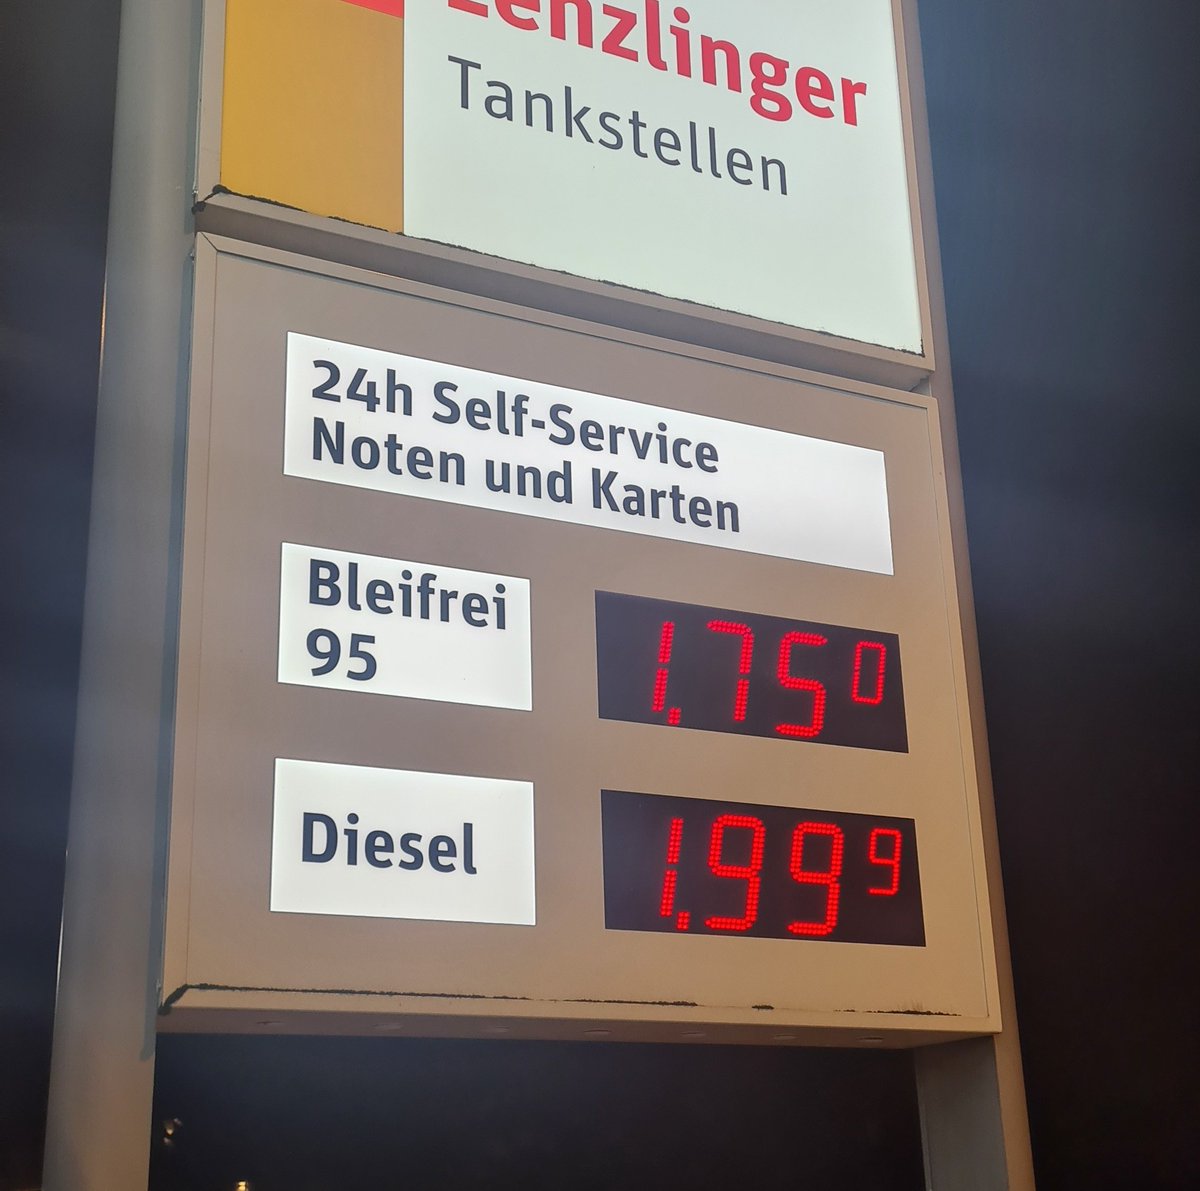 Lenzlinger
Tankstellen
24h Self-Service
Noten und Karten
Bleifrei
95
1.750
Diesel
1.999